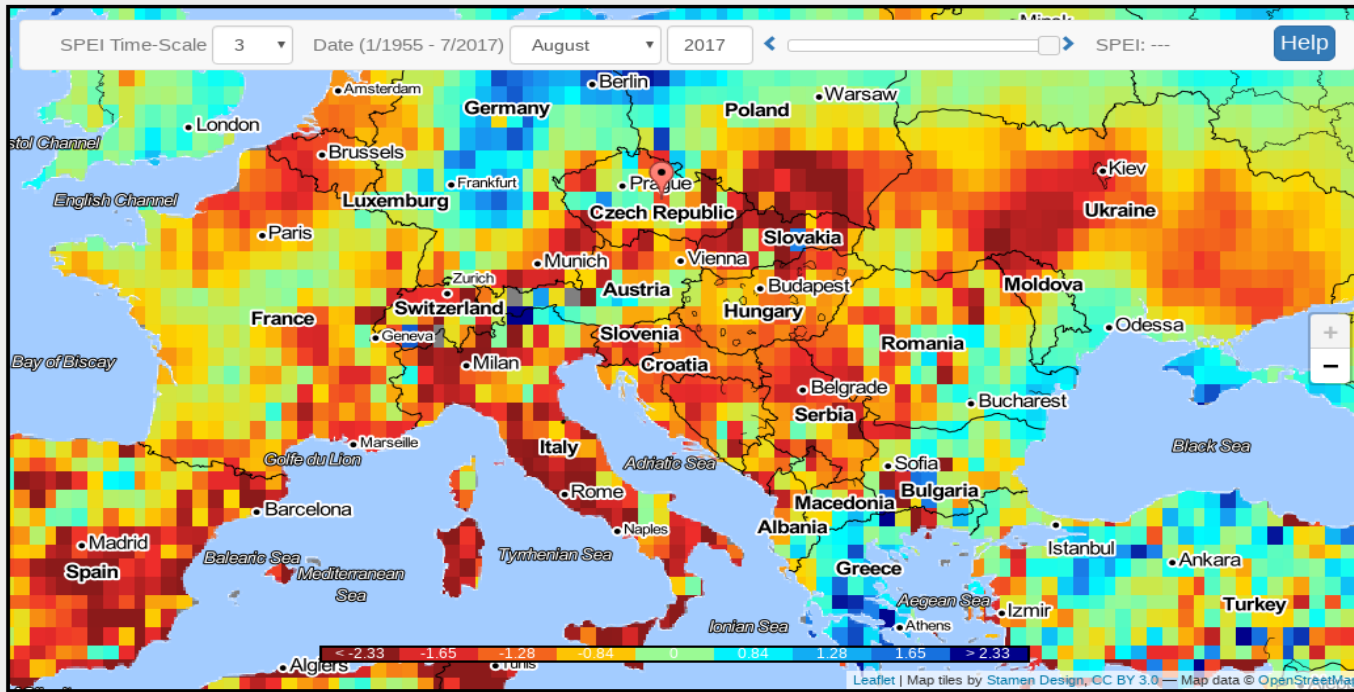 Minsk
SPEI Time-Scale 3 Date (1/1955 - 7/2017) August 2017 SPEI: --- Help
Berlin
Amsterdam
Germany
Poland
Warsaw
London
stol Channel
Brussels
Kiev
Frankfurt
Prague
English Channel
Luxemburg
Czech Republic
Ukraine
Paris
Slovakia
Munich
Vienna
Zurich
Austria
Budapest
Moldova
Switzerland
France
Hungary
Odessa
Geneva
Slovenia
Romania
+
Bay of Biscay
Milan
Croatia
−
Belgrade
Bucharest
Serbia
Marseille
Italy
Black Sea
Golfe du Lion
Adriatic Sea
Sofia
Rome
Bulgaria
Barcelona
Macedonia
Naples
Albania
Madrid
Istanbul
Balearic Sea
Tyrrhenian Sea
Ankara
Spain
Mediterranean
Sea
Greece
Aegean Sea
Turkey
Izmir
Ionian Sea
Athens
< -2.33 -1.65 -1.28 -0.84 0 0.84 1.28 1.65 > 2.33
Algiers
Tunis
Leaflet | Map tiles by Stamen Design, CC BY 3.0 — Map data © OpenStreetMap